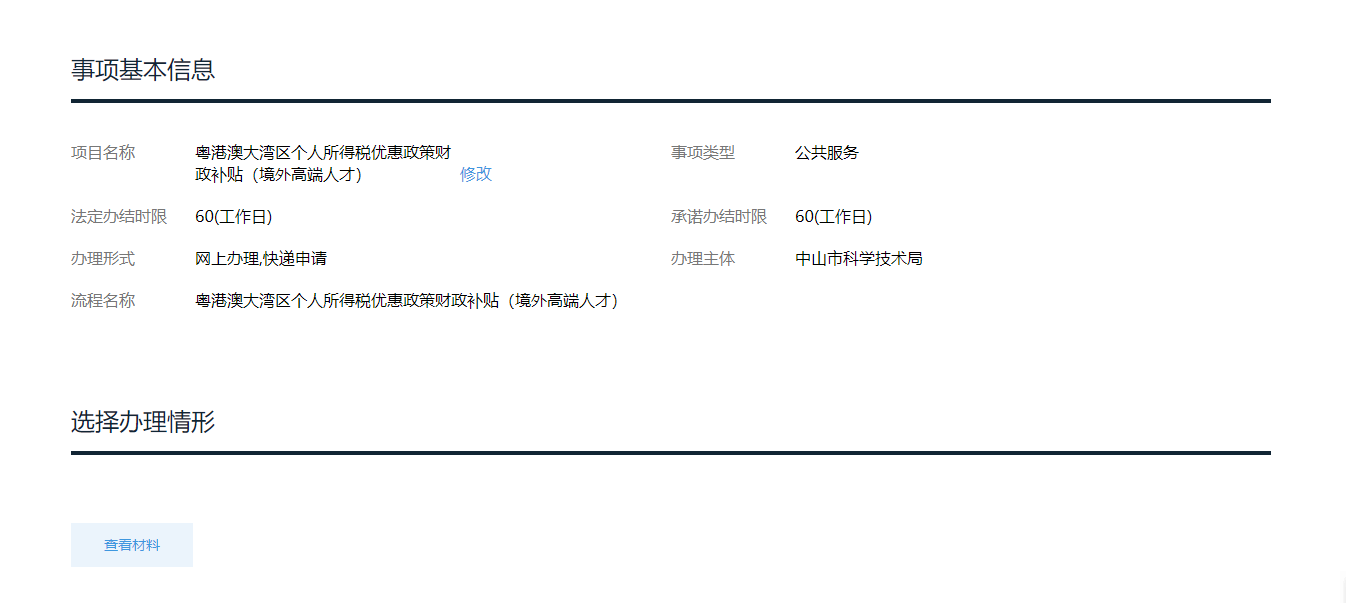 事项基本信息
项目名称 粤港澳大湾区个人所得税优惠政策财 事项类型 公共服务
政补贴（境外高端人才） 修改
法定办结时限 60(工作日) 承诺办结时限 60(工作日)
办理形式 网上办理,快递申请 办理主体 中山市科学技术局
流程名称 粤港澳大湾区个人所得税优惠政策财政补贴（境外高端人才）
选择办理情形
查看材料